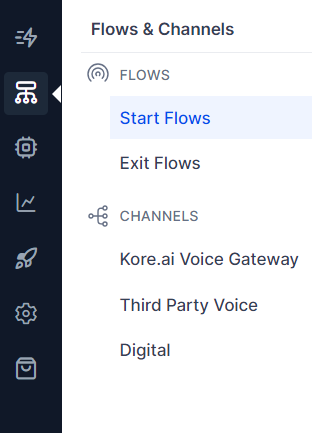 Flows & Channels
FLOWS
Start Flows
Exit Flows
CHANNELS
Kore.ai Voice Gateway
Third Party Voice
Digital